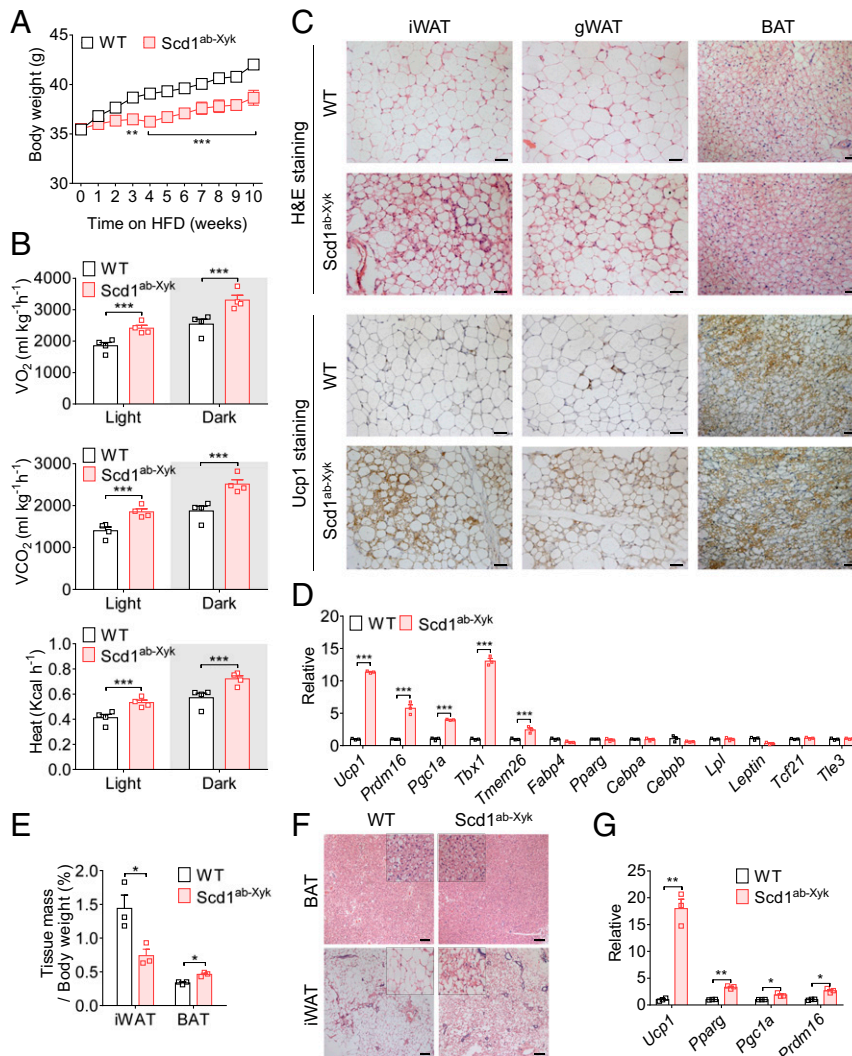 A
WT Scd1ab-Xyk
Body weight (g)
42
39
36
33
30
0 1 2 3 4 5 6 7 8 9 10
** ***
Time on HFD (weeks)
B
WT
Scd1ab-Xyk
VO2 (ml kg-1h-1)
4000
3000
2000
1000
0
*** ***
Light Dark
WT
Scd1ab-Xyk
VCO2 (ml kg-1h-1)
3000
2000
1000
0
*** ***
Light Dark
WT
Scd1ab-Xyk
Heat (Kcal h-1)
1.0
0.8
0.6
0.4
0.2
0.0
*** ***
Light Dark
C
iWAT gWAT BAT
H&E staining
WT
Scd1ab-Xyk
Ucp1 staining
WT
Scd1ab-Xyk
D
WT Scd1ab-Xyk
Relative
20
15
10
5
0
*** *** *** *** ***
Ucp1 Prdm16 Pgc1a Tbx1 Tmem26 Fabp4 Pparg Cebpa Cebpb Lpl Leptin Tcf21 Tle3
E
WT
Scd1ab-Xyk
Tissue mass
/ Body weight (%)
2.0
1.5
1.0
0.5
0.0
* *
iWAT BAT
F
WT Scd1ab-Xyk
BAT
iWAT
G
WT
Scd1ab-Xyk
Relative
25
20
15
10
5
0
** ** * *
Ucp1 Pparg Pgc1a Prdm16